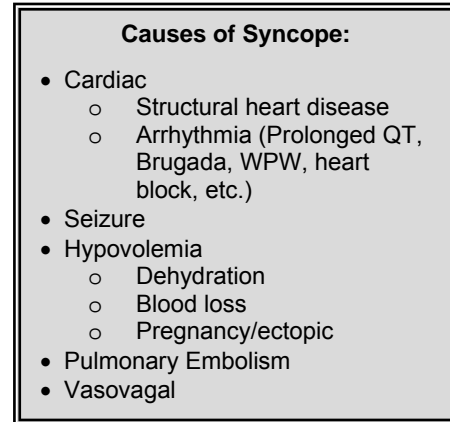 Causes of Syncope:
• Cardiac
o Structural heart disease
o Arrhythmia (Prolonged QT,
Brugada, WPW, heart
block, etc.)
• Seizure
• Hypovolemia
o Dehydration
o Blood loss
o Pregnancy/ectopic
• Pulmonary Embolism
• Vasovagal